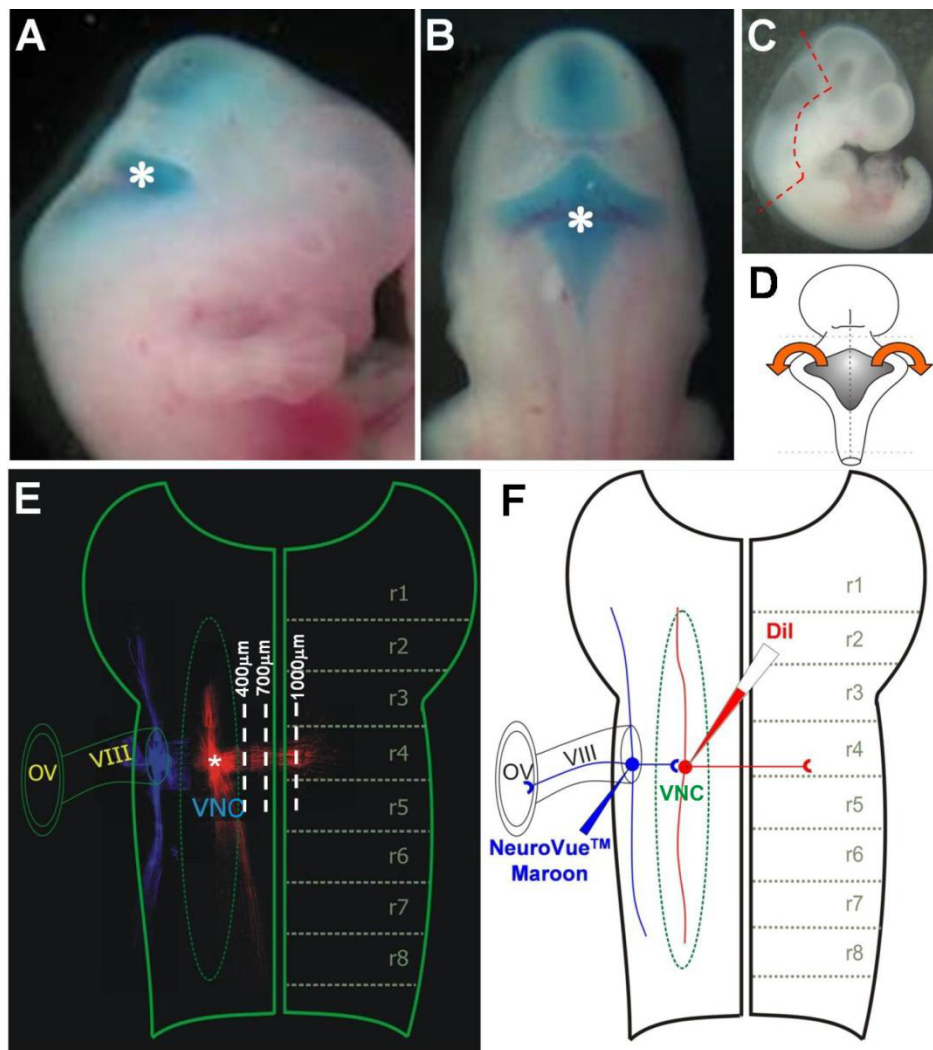 A
B
C
D
E
r1
r2
r3
r4
r5
r6
r7
r8
400μm
700μm
1000μm
OV
VIII
*
VNC
F
r1
r2
r3
r4
r5
r6
r7
r8
DiI
OV
VIII
VNC
NeuroVue™
Maroon